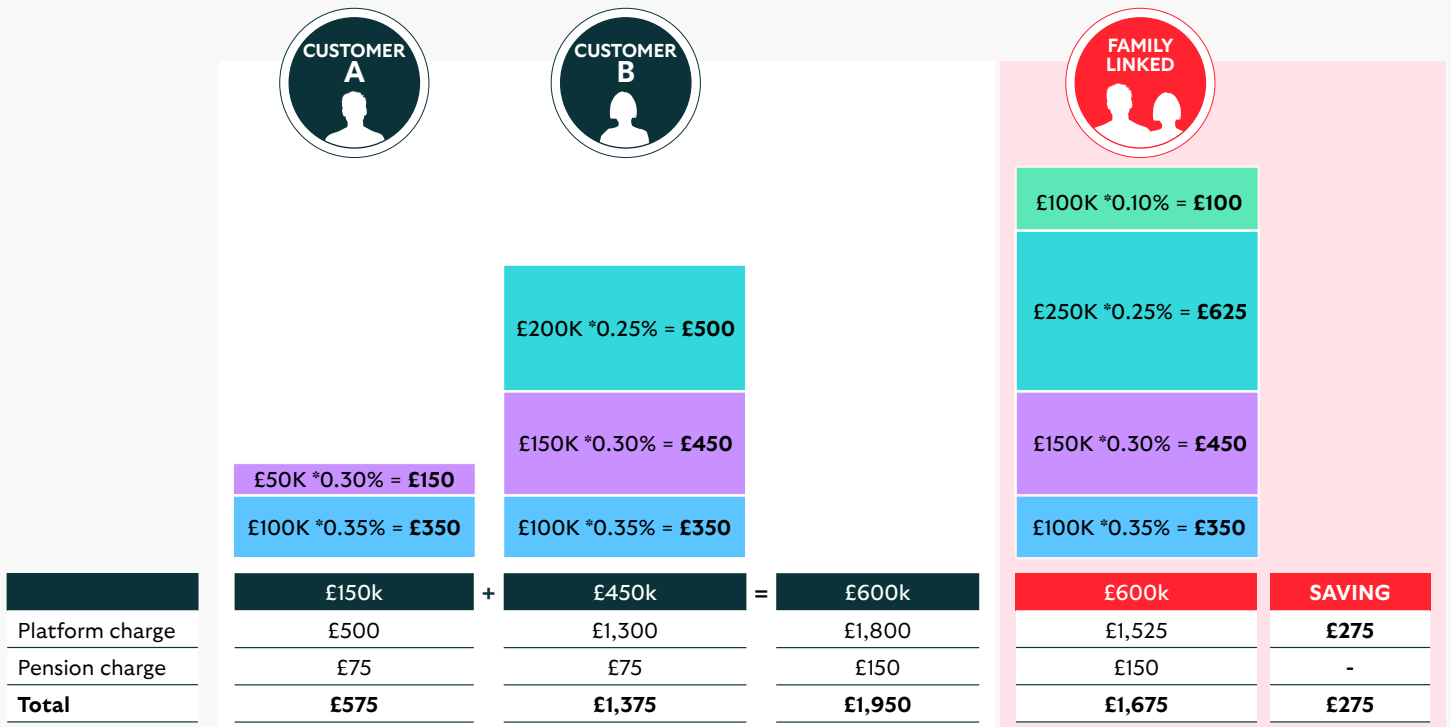 CUSTOMER
A
CUSTOMER
B
FAMILY
LINKED
£100K *0.10% = £100
£200K *0.25% = £500
£250K *0.25% = £625
£150K *0.30% = £450
£150K *0.30% = £450
£50K *0.30% = £150
£100K *0.35% = £350
£100K *0.35% = £350
£100K *0.35% = £350
£150k + £450k = £600k £600k SAVING
Platform charge £500 £1,300 £1,800 £1,525 £275
Pension charge £75 £75 £150 £150 -
Total £575 £1,375 £1,950 £1,675 £275